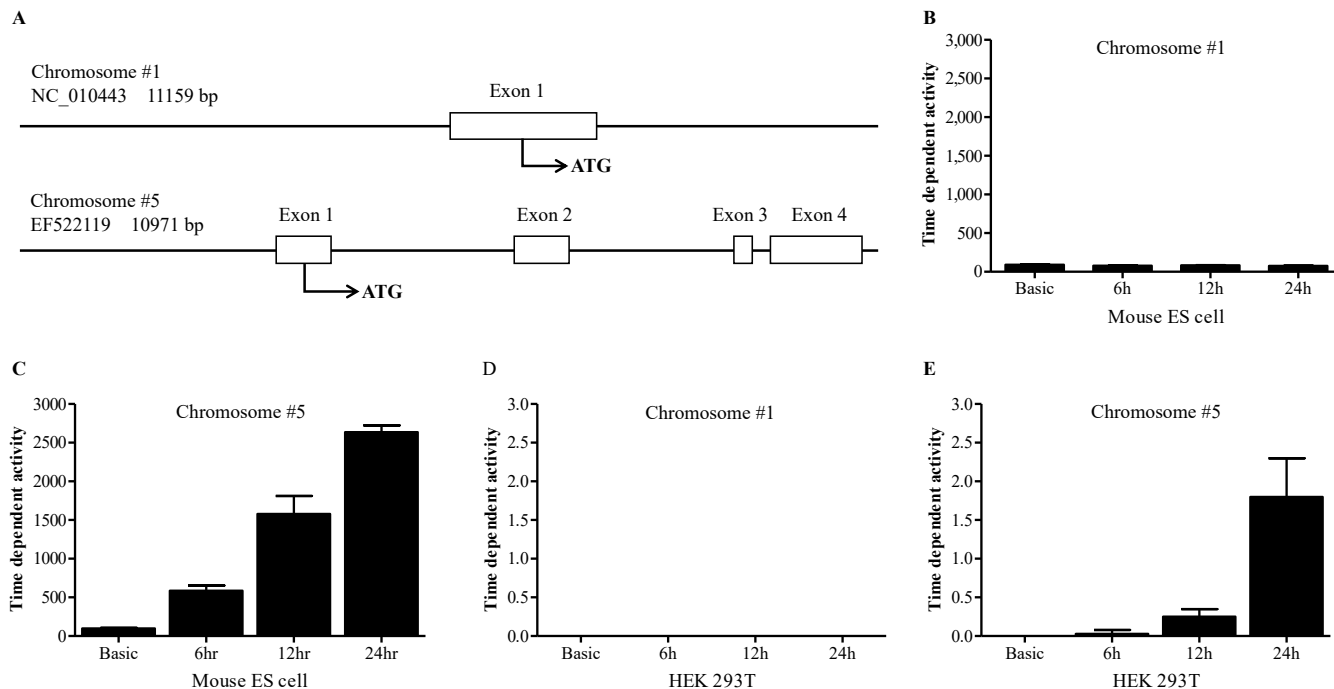 A
Chromosome #1
NC_010443 11159 bp
Exon 1
ATG
Chromosome #5
EF522119 10971 bp
Exon 1
Exon 2
Exon 3
Exon 4
ATG
B
Chromosome #1
Time dependent activity
3,000
2,500
2,000
1,500
1,000
500
0
Basic 6h 12h 24h
Mouse ES cell
C
Chromosome #5
Time dependent activity
3000
2500
2000
1500
1000
500
0
Basic 6hr 12hr 24hr
Mouse ES cell
D
Chromosome #1
Time dependent activity
3.0
2.5
2.0
1.5
1.0
0.5
0.0
Basic 6h 12h 24h
HEK 293T
E
Chromosome #5
Time dependent activity
3.0
2.5
2.0
1.5
1.0
0.5
0.0
Basic 6h 12h 24h
HEK 293T